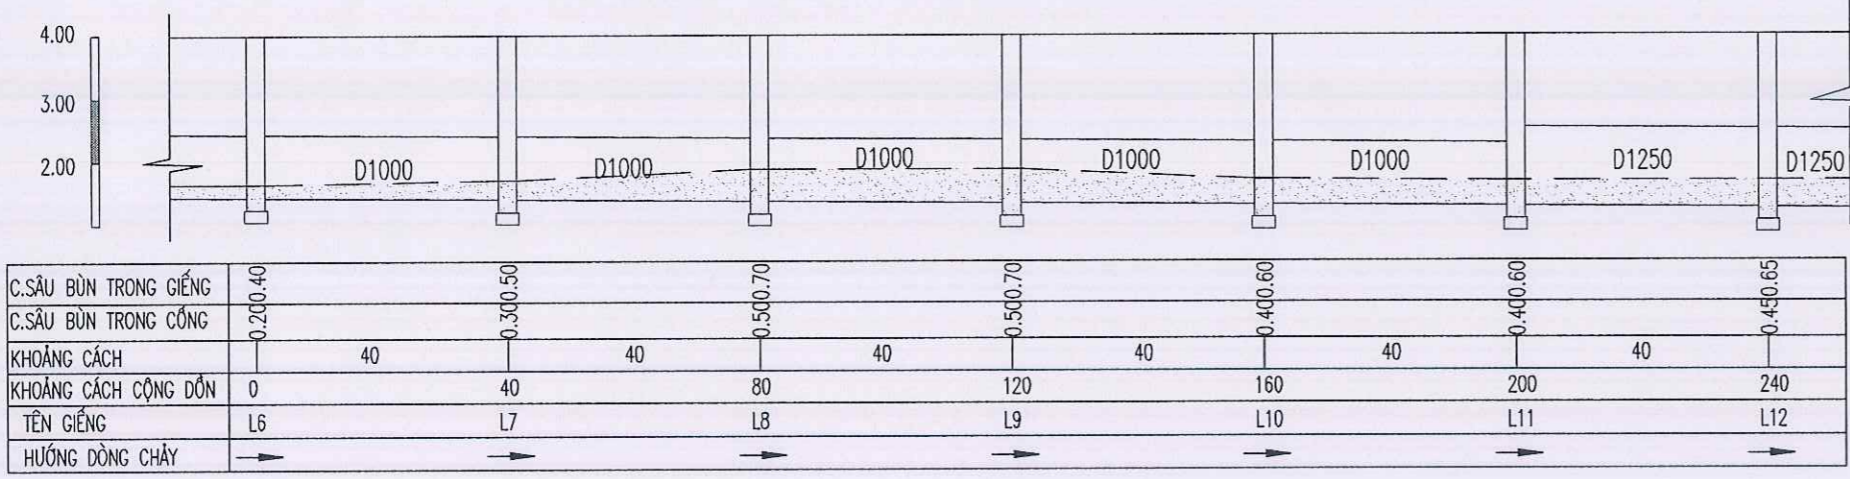 4.00
3.00
2.00
D1000 D1000 D1000 D1000 D1000 D1250 D1250
C.SÂU BÙN TRONG GIẾNG 0.40 0.50 0.70 0.70 0.60 0.60 0.65
C.SÂU BÙN TRONG CỐNG 0.20 0.30 0.50 0.50 0.40 0.40 0.45
KHOẢNG CÁCH 40 40 40 40 40 40
KHOẢNG CÁCH CỘNG DỒN 0 40 80 120 160 200 240
TÊN GIẾNG L6 L7 L8 L9 L10 L11 L12
HUỚNG DÒNG CHẢY